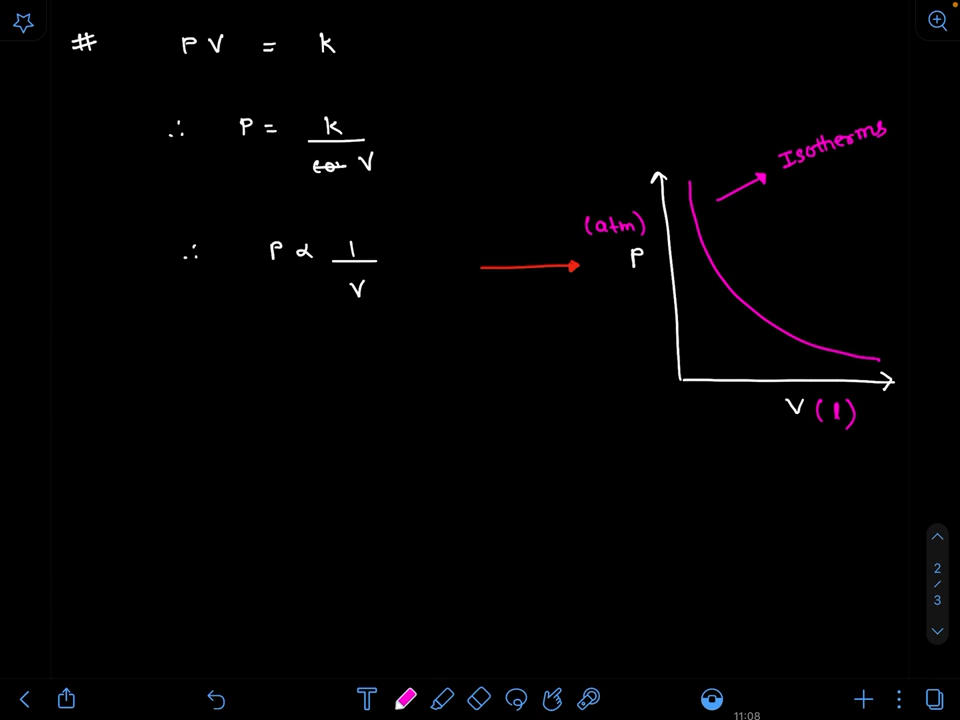 # PV = k
∴ P = k / V
∴ P ∝ 1 / V
Isotherms
(atm)
P
V (l)
2
/
3
T
11:08